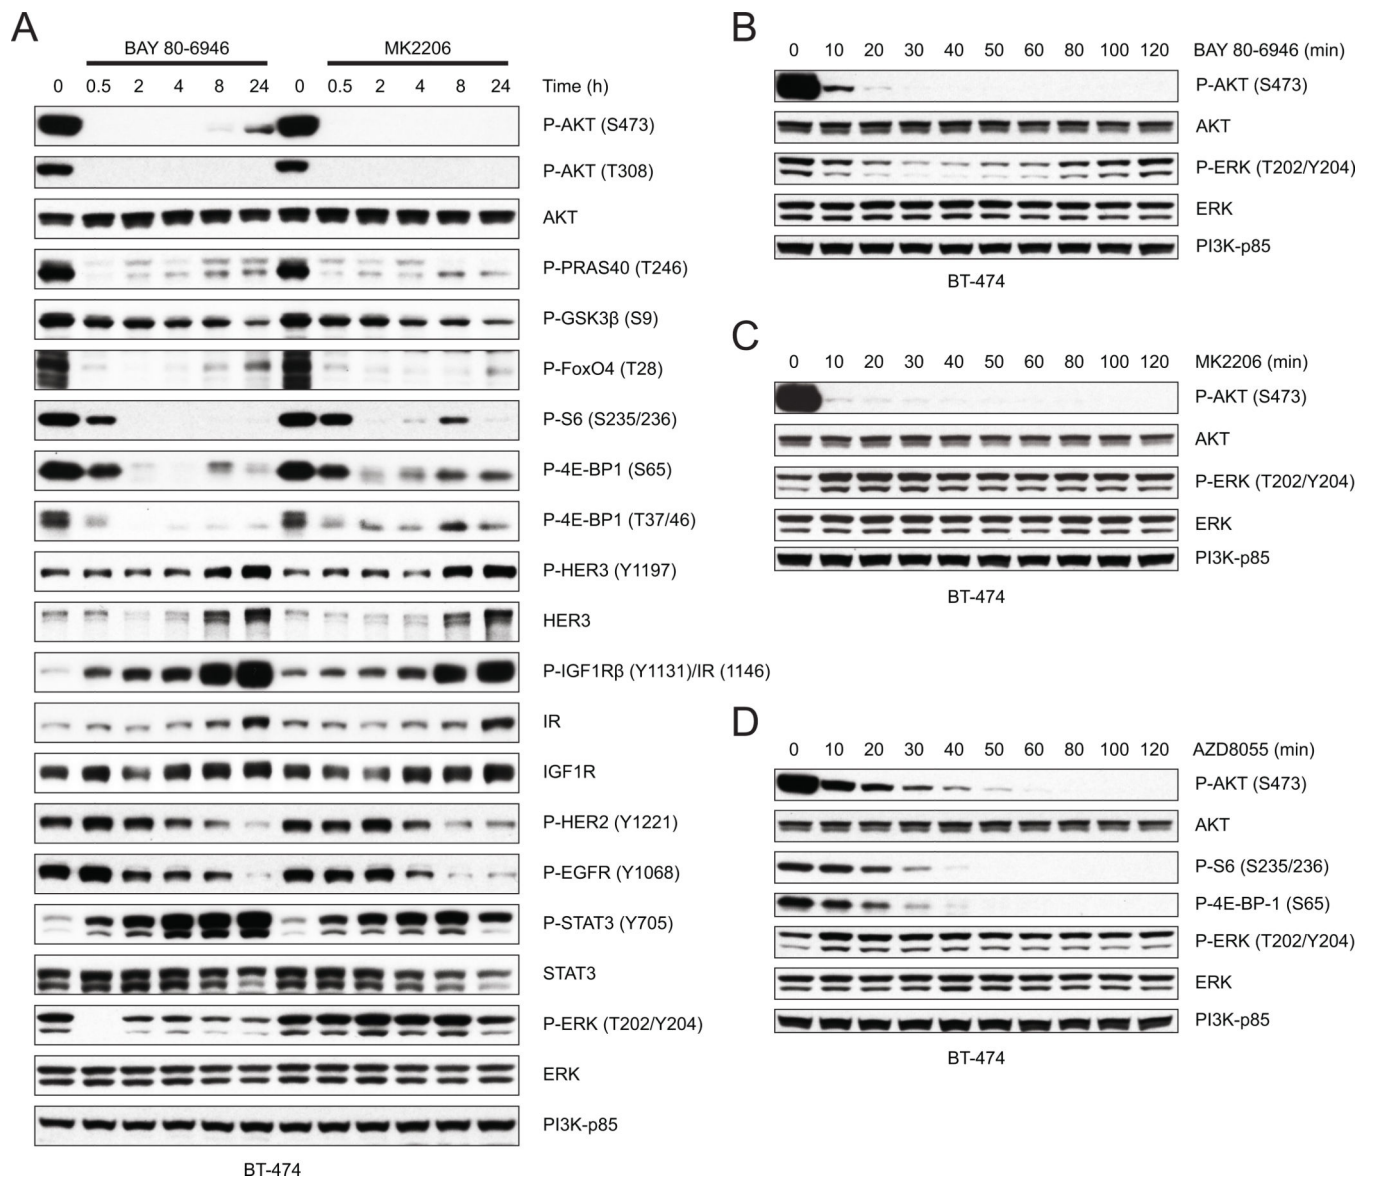 A
BAY 80-6946 MK2206
0 0.5 2 4 8 24 0 0.5 2 4 8 24 Time (h)
P-AKT (S473)
P-AKT (T308)
AKT
P-PRAS40 (T246)
P-GSK3β (S9)
P-FoxO4 (T28)
P-S6 (S235/236)
P-4E-BP1 (S65)
P-4E-BP1 (T37/46)
P-HER3 (Y1197)
HER3
P-IGF1Rβ (Y1131)/IR (1146)
IR
IGF1R
P-HER2 (Y1221)
P-EGFR (Y1068)
P-STAT3 (Y705)
STAT3
P-ERK (T202/Y204)
ERK
PI3K-p85
BT-474
B
0 10 20 30 40 50 60 80 100 120 BAY 80-6946 (min)
P-AKT (S473)
AKT
P-ERK (T202/Y204)
ERK
PI3K-p85
BT-474
C
0 10 20 30 40 50 60 80 100 120 MK2206 (min)
P-AKT (S473)
AKT
P-ERK (T202/Y204)
ERK
PI3K-p85
BT-474
D
0 10 20 30 40 50 60 80 100 120 AZD8055 (min)
P-AKT (S473)
AKT
P-S6 (S235/236)
P-4E-BP-1 (S65)
P-ERK (T202/Y204)
ERK
PI3K-p85
BT-474